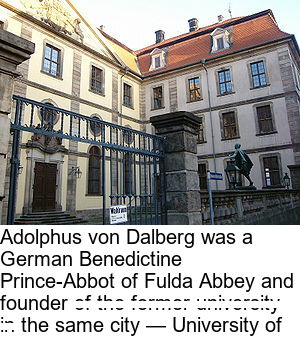 Adolphus von Dalberg was a
German Benedictine
Prince-Abbot of Fulda Abbey and
founder of the former university
in the same city — University of